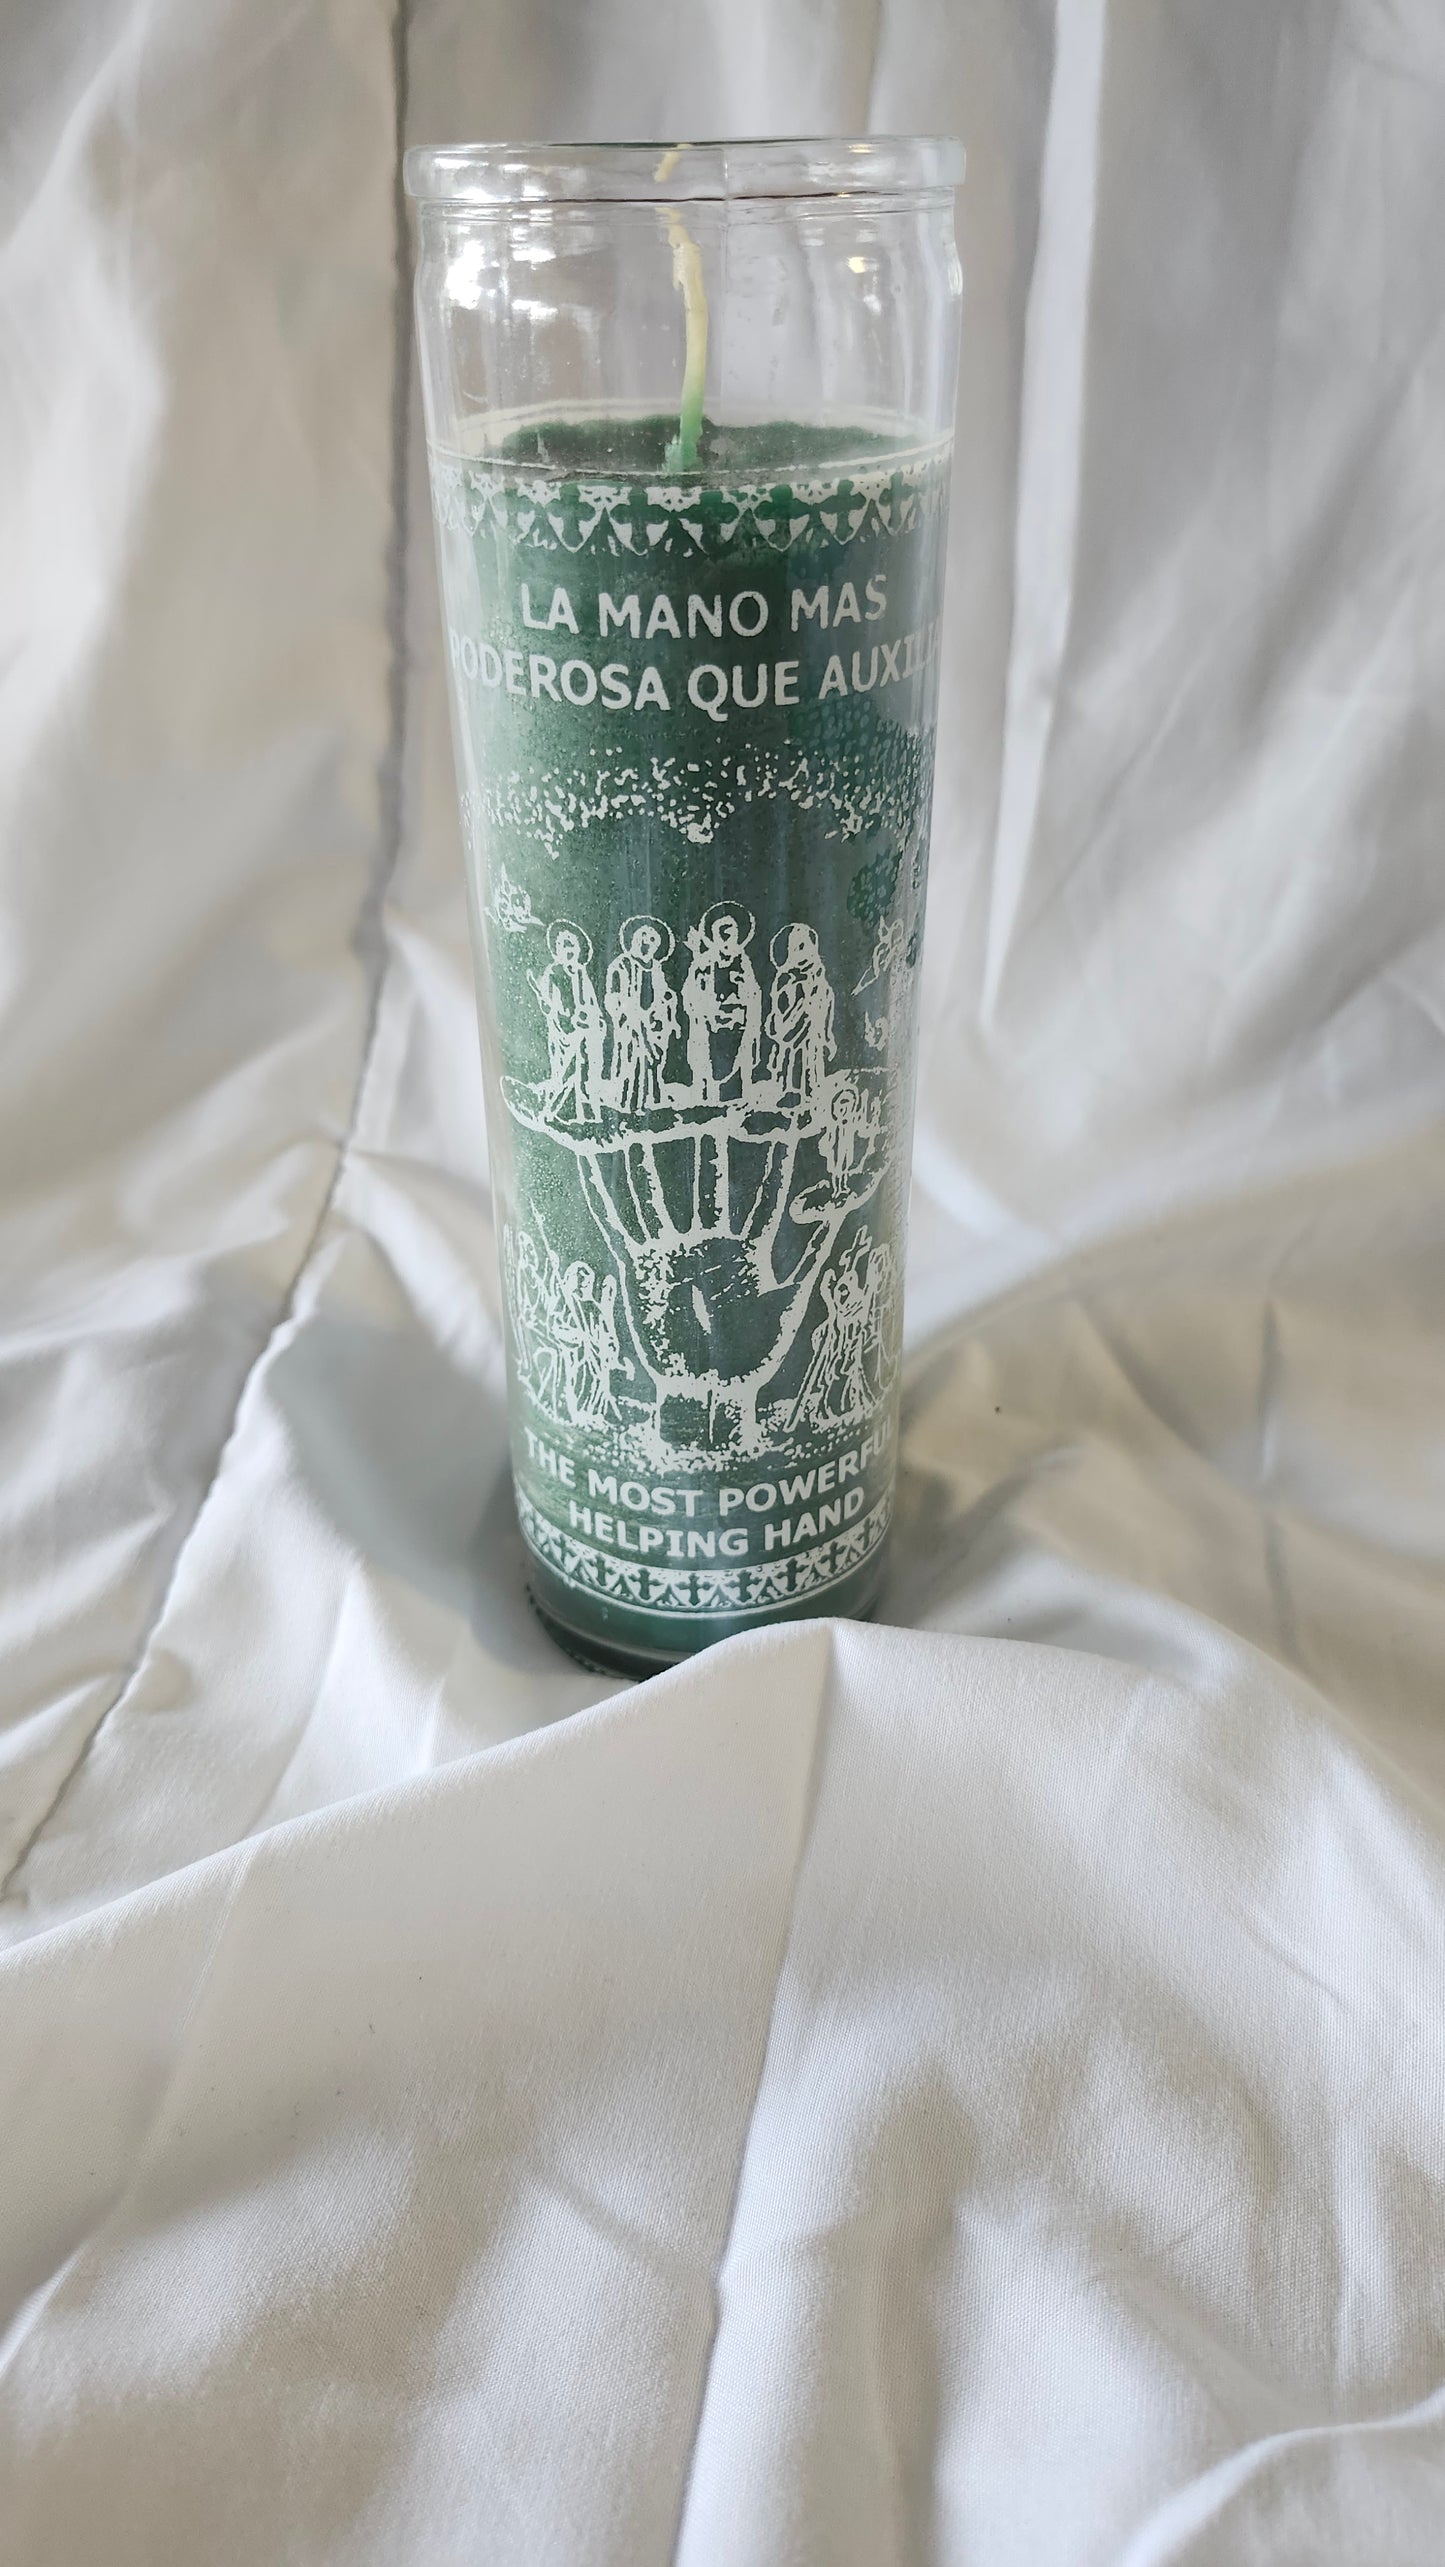 LA MANO MAS
PODEROSA QUE AUXILIA
THE MOST POWERFUL
HELPING HAND